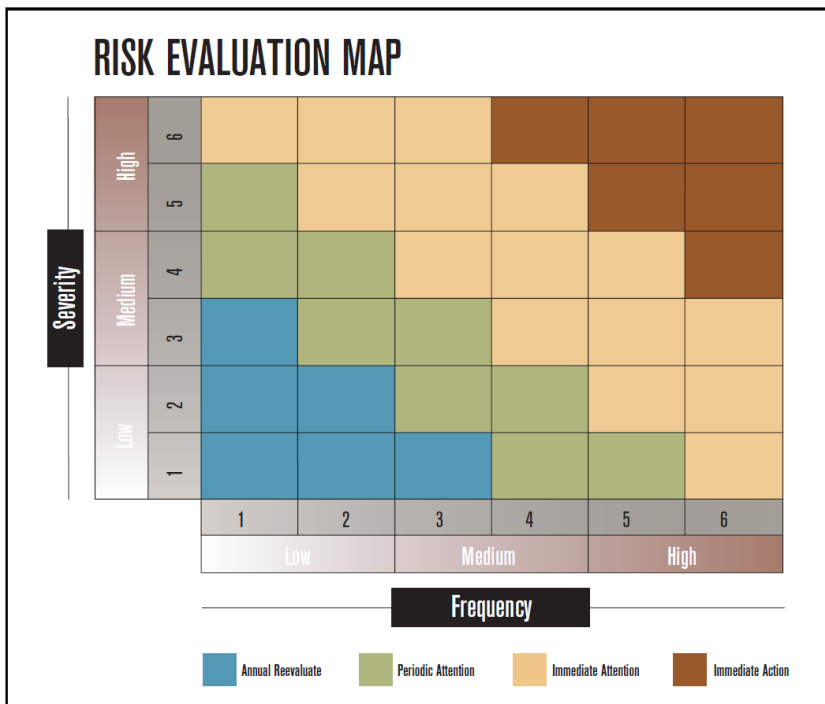 RISK EVALUATION MAP
Severity
High
Medium
Low
6
5
4
3
2
1
1 2 3 4 5 6
Low Medium High
Frequency
Annual Reevaluate Periodic Attention Immediate Attention Immediate Action